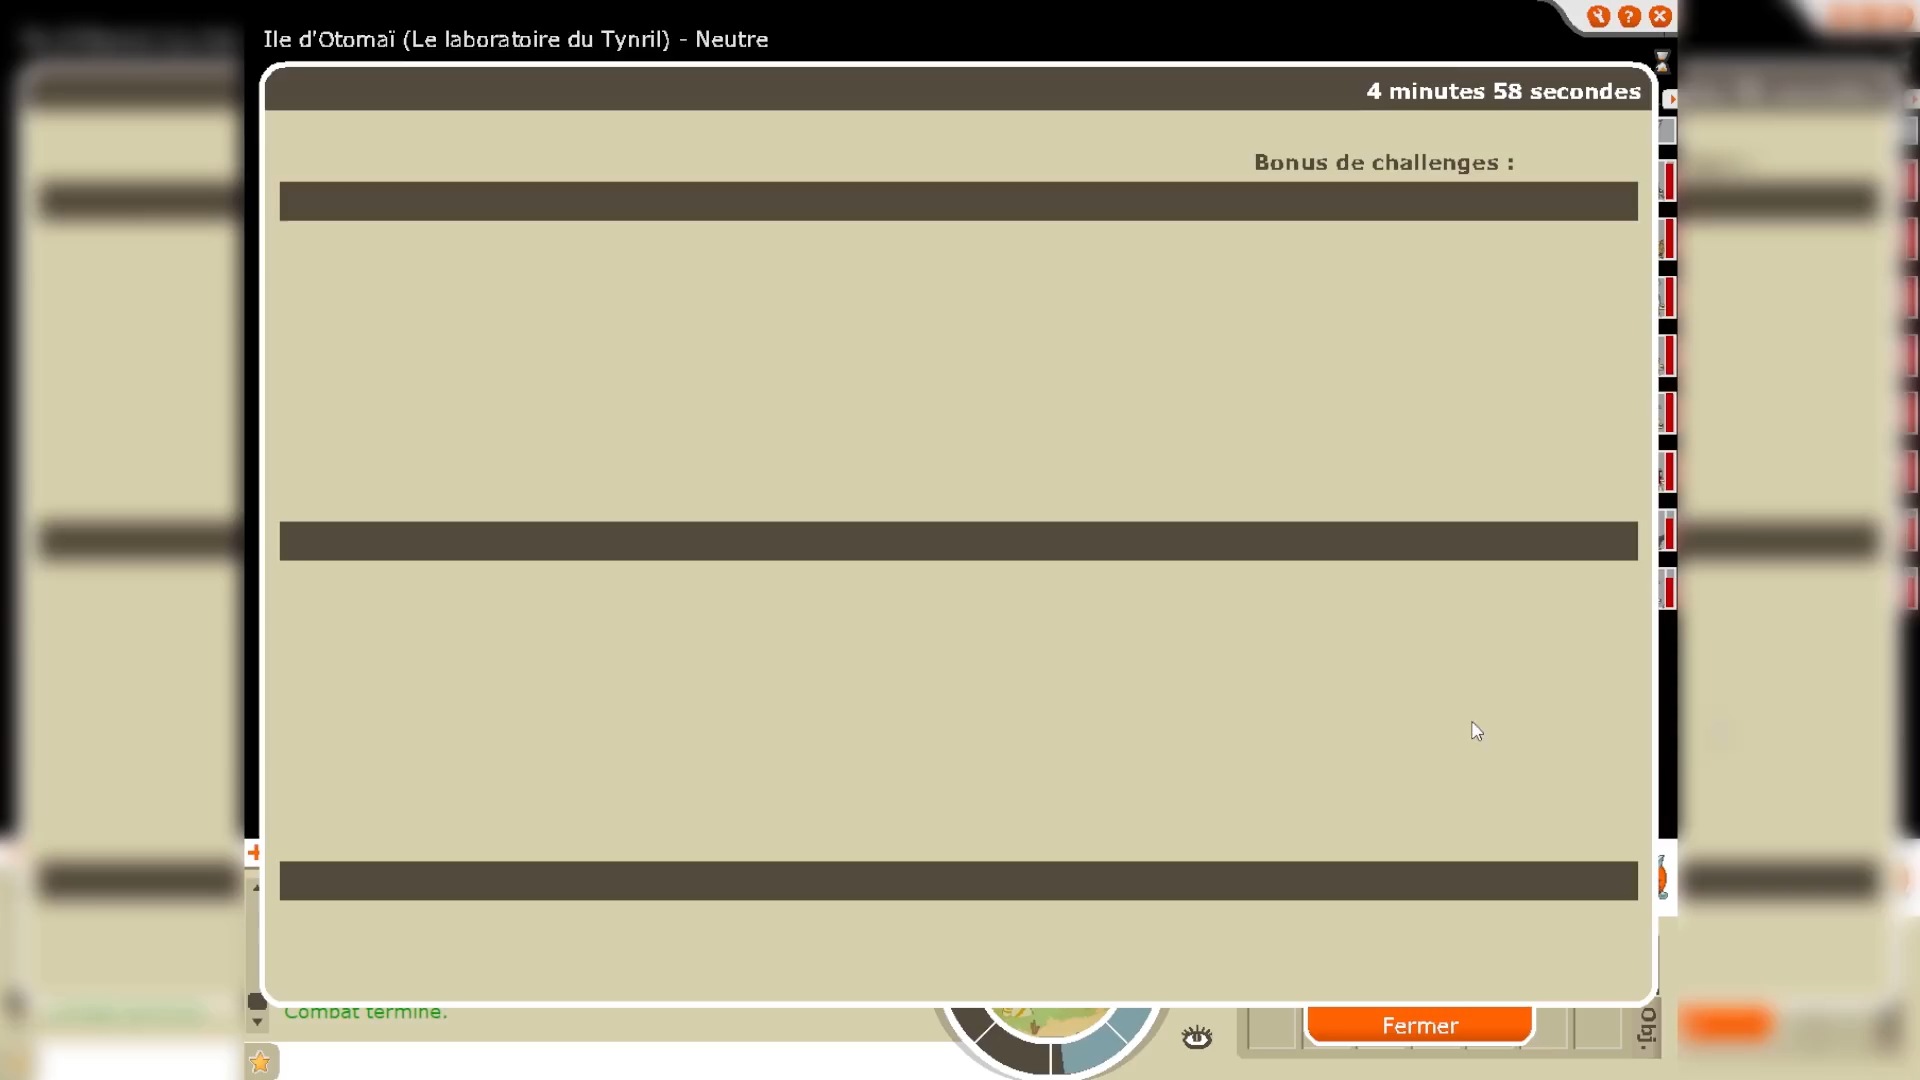 Ile d'Otomaï (Le laboratoire du Tynril) - Neutre
4 minutes 58 secondes
Bonus de challenges :
Combat terminé.
Fermer
Obj.